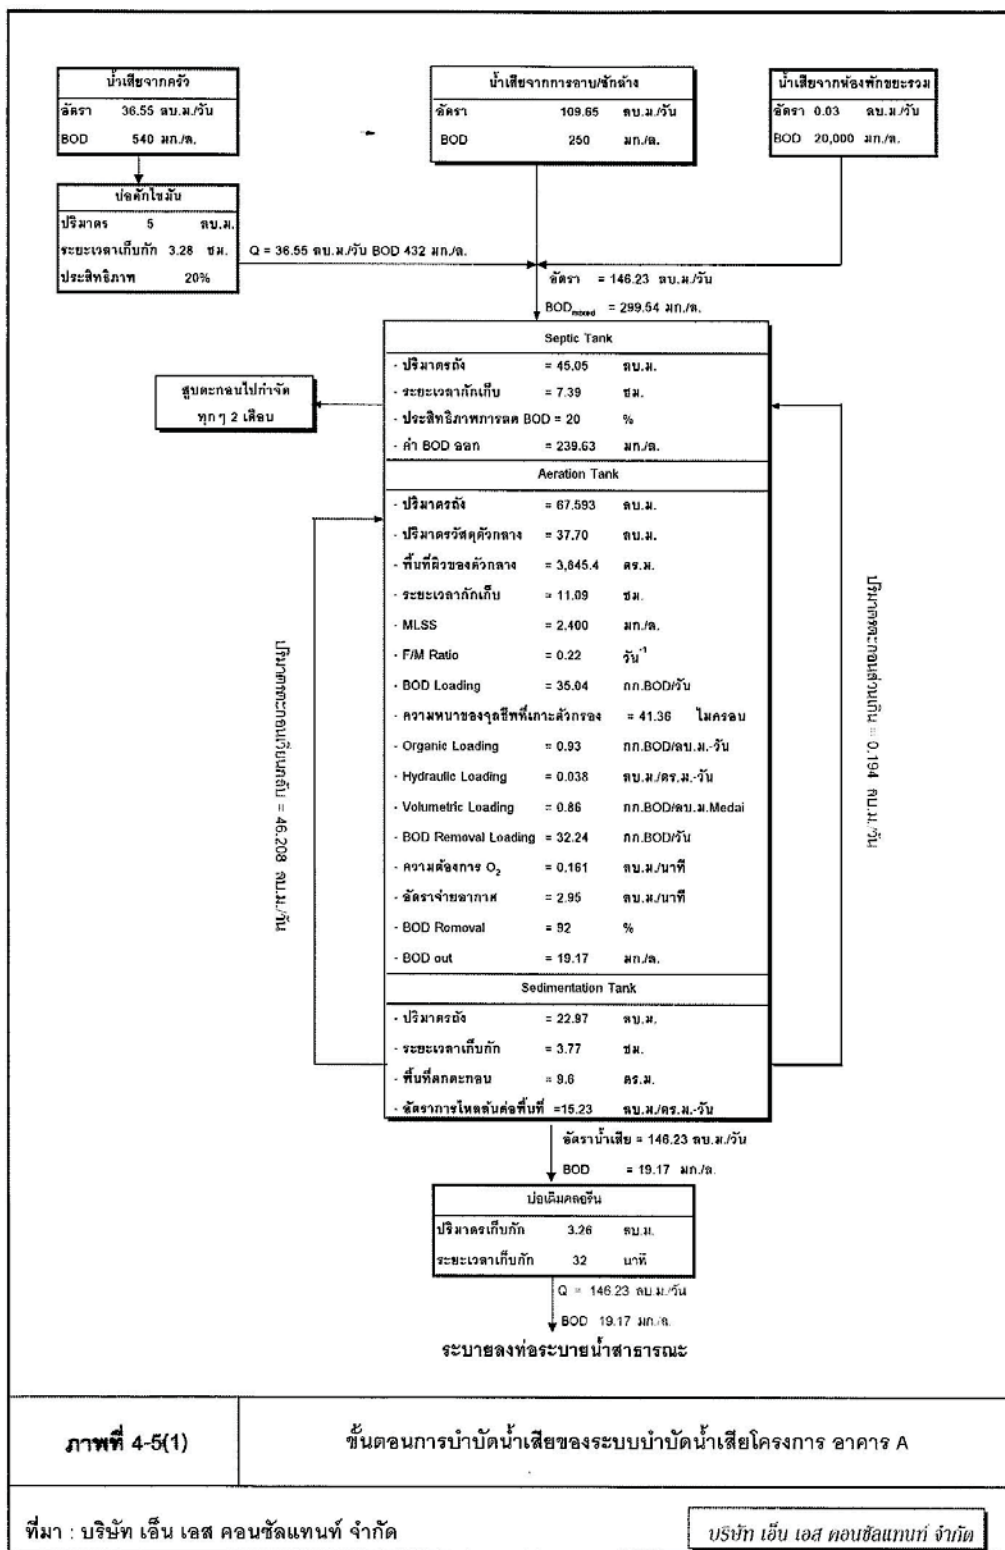 น้ำเสียจากครัว
อัตรา 36.55 ลบ.ม./วัน
BOD 540 มก./ล.
น้ำเสียจากการอาบ/ซักล้าง
อัตรา 109.65 ลบ.ม./วัน
BOD 250 มก./ล.
น้ำเสียจากห้องพักขยะรวม
อัตรา 0.03 ลบ.ม./วัน
BOD 20,000 มก./ล.
บ่อดักไขมัน
ปริมาตร 5 ลบ.ม.
ระยะเวลาเก็บกัก 3.28 ชม.
ประสิทธิภาพ 20%
Q = 36.55 ลบ.ม./วัน BOD 432 มก./ล.
อัตรา = 146.23 ลบ.ม./วัน
BODmixed = 299.54 มก./ล.
Septic Tank
- ปริมาตรถัง = 45.05 ลบ.ม.
- ระยะเวลากักเก็บ = 7.39 ชม.
- ประสิทธิภาพการลด BOD = 20 %
- ค่า BOD ออก = 239.63 มก./ล.
สูบตะกอนไปกำจัด
ทุกๆ 2 เดือน
Aeration Tank
- ปริมาตรถัง = 67.593 ลบ.ม.
- ปริมาตรวัสดุตัวกลาง = 37.70 ลบ.ม.
- พื้นที่ผิวของตัวกลาง = 3,845.4 ตร.ม.
- ระยะเวลากักเก็บ = 11.09 ชม.
- MLSS = 2,400 มก./ล.
- F/M Ratio = 0.22 วัน⁻¹
- BOD Loading = 35.04 กก.BOD/วัน
- ความหนาของจุลชีพที่เกาะตัวกรอง = 41.36 ไมครอน
- Organic Loading = 0.93 กก.BOD/ลบ.ม.-วัน
- Hydraulic Loading = 0.038 ลบ.ม./ตร.ม.-วัน
- Volumetric Loading = 0.86 กก.BOD/ลบ.ม.Medai
- BOD Removal Loading = 32.24 กก.BOD/วัน
- ความต้องการ O₂ = 0.161 ลบ.ม./นาที
- อัตราจ่ายอากาศ = 2.95 ลบ.ม./นาที
- BOD Removal = 92 %
- BOD out = 19.17 มก./ล.
ปริมาตรตะกอนเวียนกลับ = 46.208 ลบ.ม./วัน
ปริมาตรตะกอนส่วนเกิน = 0.194 ลบ.ม./วัน
Sedimentation Tank
- ปริมาตรถัง = 22.97 ลบ.ม.
- ระยะเวลาเก็บกัก = 3.77 ชม.
- พื้นที่ตกตะกอน = 9.6 ตร.ม.
- อัตราการไหลล้นต่อพื้นที่ =15.23 ลบ.ม./ตร.ม.-วัน
อัตราน้ำเสีย = 146.23 ลบ.ม./วัน
BOD = 19.17 มก./ล.
บ่อเติมคลอรีน
ปริมาตรเก็บกัก 3.26 ลบ.ม.
ระยะเวลาเก็บกัก 32 นาที
Q = 146.23 ลบ.ม./วัน
BOD 19.17 มก./ล.
ระบายลงท่อระบายน้ำสาธารณะ
ภาพที่ 4-5(1)
ขั้นตอนการบำบัดน้ำเสียของระบบบำบัดน้ำเสียโครงการ อาคาร A
ที่มา : บริษัท เอ็น เอส คอนซัลแทนท์ จำกัด
บริษัท เอ็น เอส คอนซัลแทนท์ จำกัด